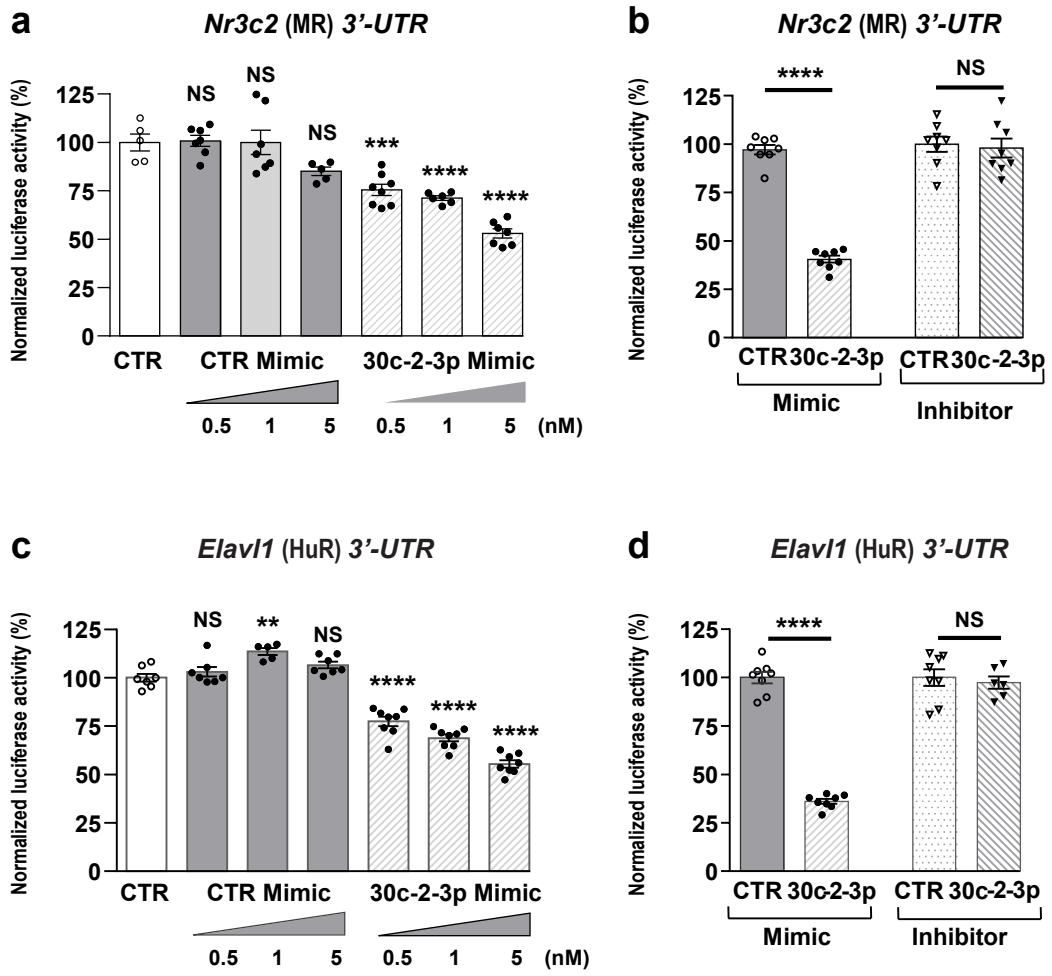 a
Nr3c2 (MR) 3’-UTR
Normalized luciferase activity (%)
125
100
75
50
25
0
NS
NS
NS
***
****
****
CTR
CTR Mimic
30c-2-3p Mimic
0.5 1 5 0.5 1 5 (nM)
b
Nr3c2 (MR) 3’-UTR
Normalized luciferase activity (%)
125
100
75
50
25
0
****
NS
CTR 30c-2-3p CTR 30c-2-3p
Mimic
Inhibitor
c
Elavl1 (HuR) 3’-UTR
Normalized luciferase activity (%)
125
100
75
50
25
0
NS
**
NS
****
****
****
CTR
CTR Mimic
30c-2-3p Mimic
0.5 1 5 0.5 1 5 (nM)
d
Elavl1 (HuR) 3’-UTR
Normalized luciferase activity (%)
125
100
75
50
25
0
****
NS
CTR 30c-2-3p CTR 30c-2-3p
Mimic
Inhibitor